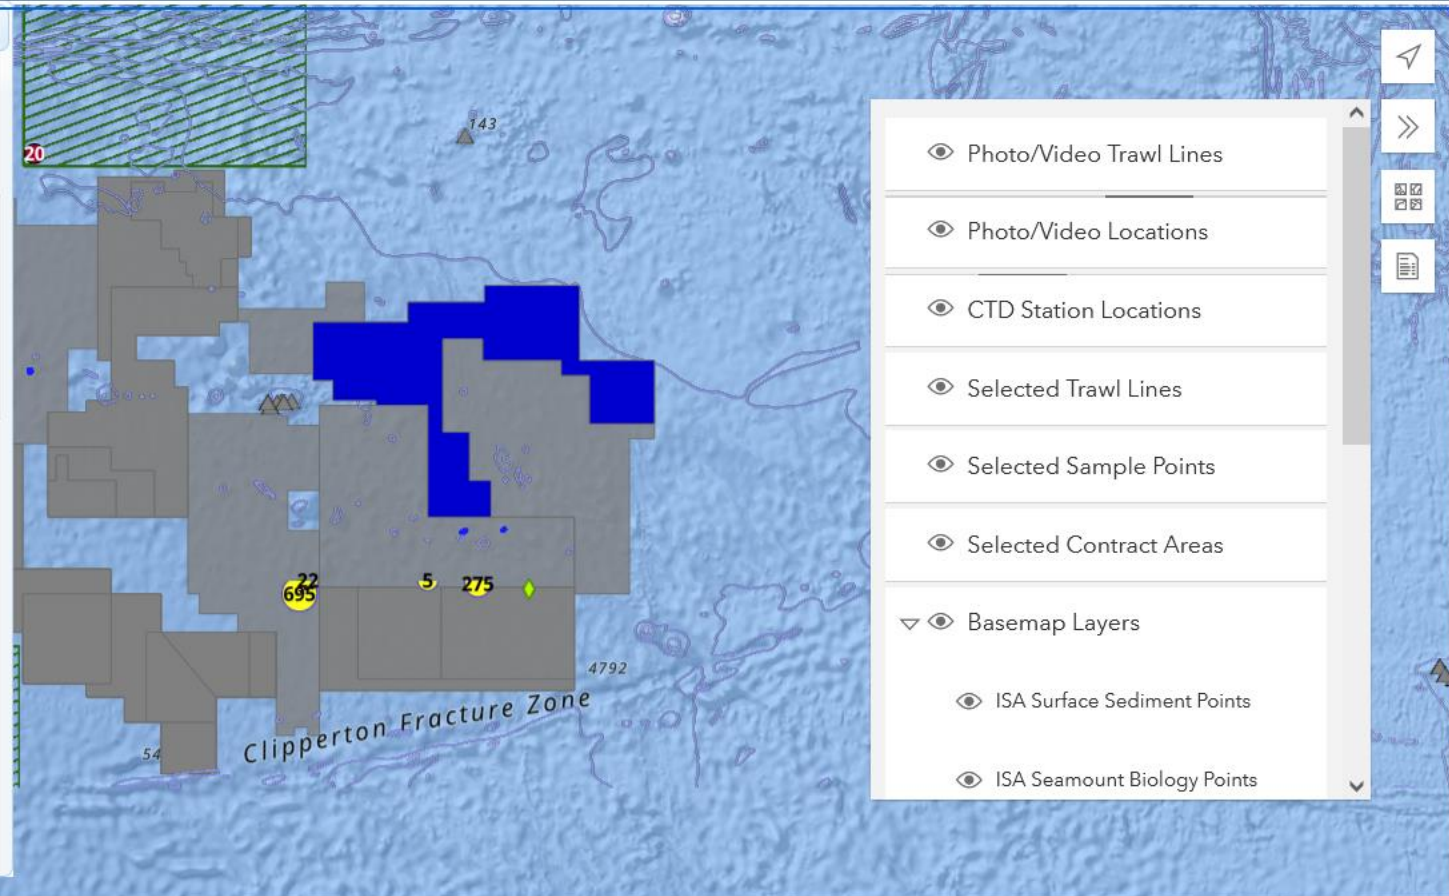 143
20
22
695
5
275
4792
Clipperton Fracture Zone
54
Photo/Video Trawl Lines
Photo/Video Locations
CTD Station Locations
Selected Trawl Lines
Selected Sample Points
Selected Contract Areas
Basemap Layers
ISA Surface Sediment Points
ISA Seamount Biology Points